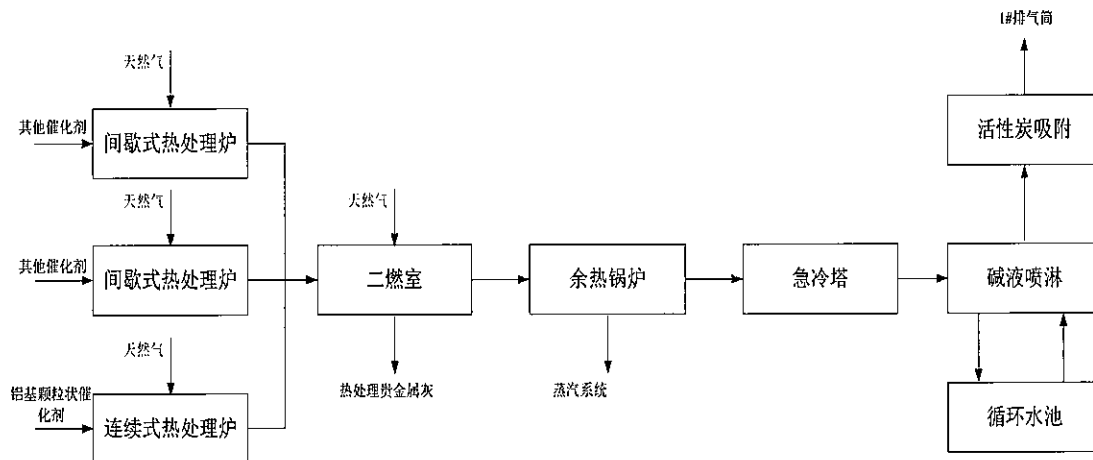 1#排气筒
天然气
其他催化剂
间歇式热处理炉
活性炭吸附
天然气
天然气
其他催化剂
间歇式热处理炉
二燃室
余热锅炉
急冷塔
碱液喷淋
天然气
热处理贵金属灰
蒸汽系统
铝基颗粒状催
化剂
连续式热处理炉
循环水池